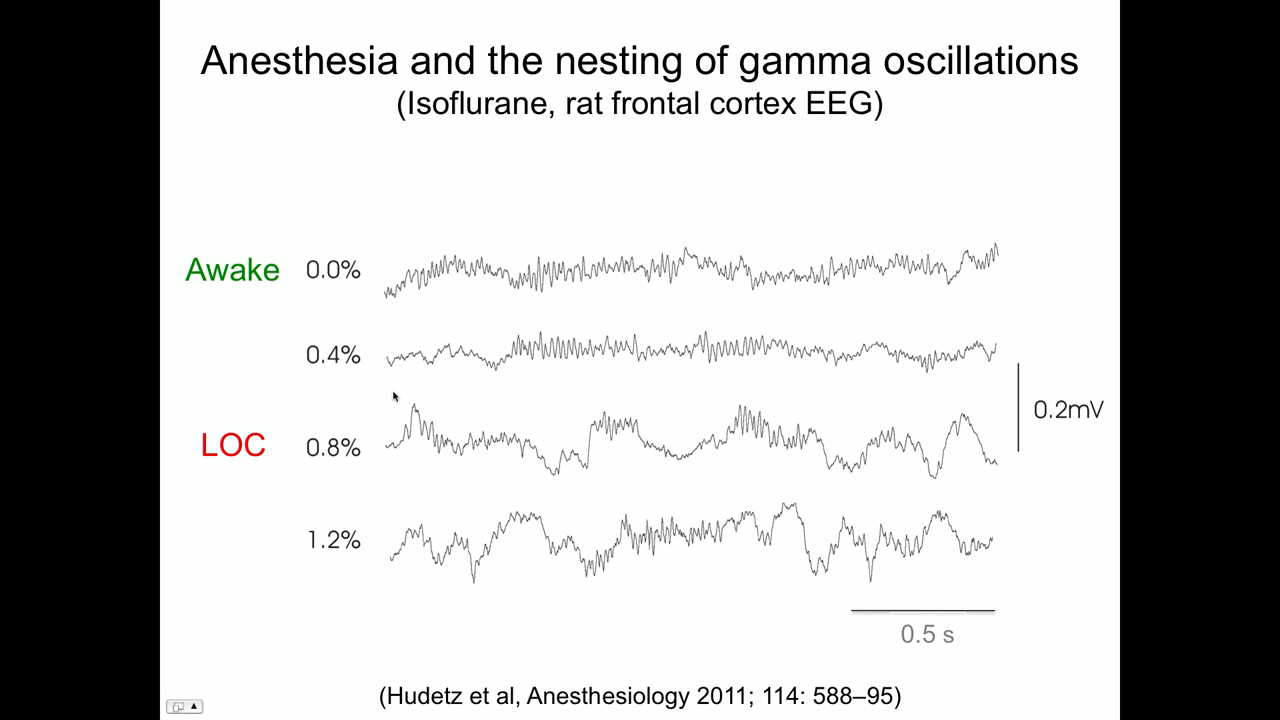 Anesthesia and the nesting of gamma oscillations
(Isoflurane, rat frontal cortex EEG)
Awake 0.0%
0.4%
0.2mV
LOC 0.8%
1.2%
0.5 s
(Hudetz et al, Anesthesiology 2011; 114: 588–95)